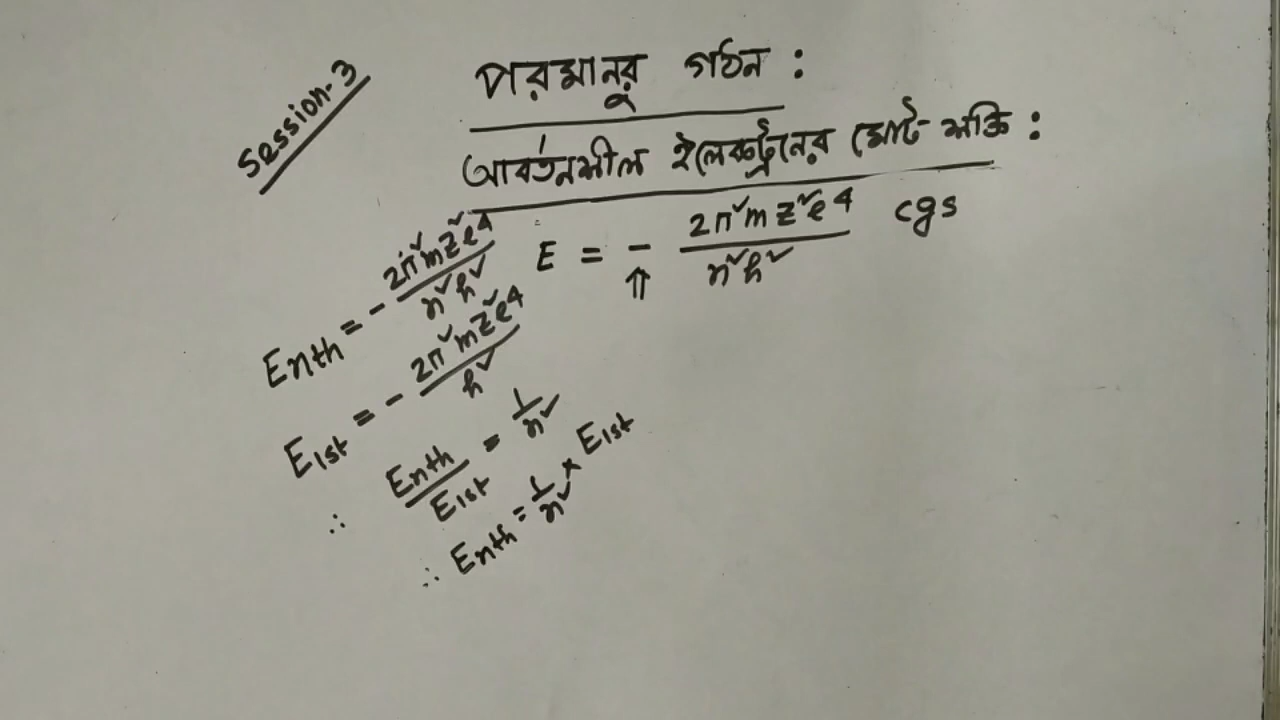 Session-3
পরমানুর গঠন :
আবর্তনশীল ইলেকট্রনের মোট শক্তি :
E = - 2π²mz²e⁴ / n²h² cgs
⇑
Enth = - 2π²mz²e⁴ / n²h²
E1st = - 2π²mz²e⁴ / h²
∴ Enth / E1st = 1 / n²
∴ Enth = 1 / n² × E1st